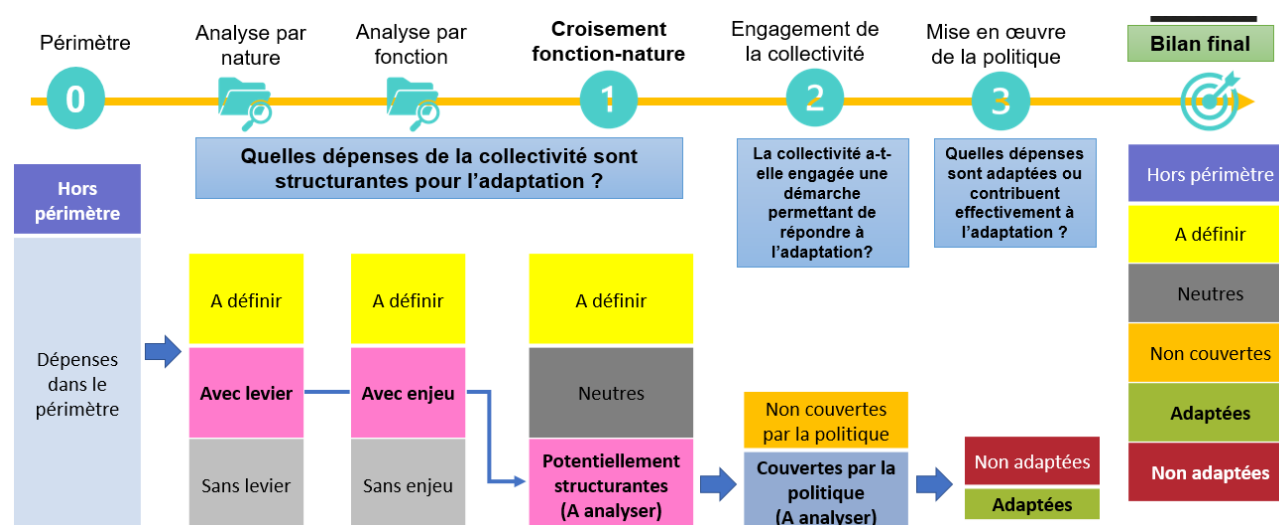 Périmètre
Analyse par
nature
Analyse par
fonction
Croisement
fonction-nature
Engagement de
la collectivité
Mise en œuvre
de la politique
Bilan final
0
1
2
3
Quelles dépenses de la collectivité sont
structurantes pour l’adaptation ?
La collectivité a-t-
elle engagée une
démarche
permettant de
répondre à
l’adaptation?
Quelles dépenses
sont adaptées ou
contribuent
effectivement à
l’adaptation ?
Hors
périmètre
Dépenses
dans le
périmètre
A définir
Avec levier
Sans levier
A définir
Avec enjeu
Sans enjeu
A définir
Neutres
Potentiellement
structurantes
(A analyser)
Non couvertes
par la politique
Couvertes par la
politique
(A analyser)
Non adaptées
Adaptées
Hors périmètre
A définir
Neutres
Non couvertes
Adaptées
Non adaptées